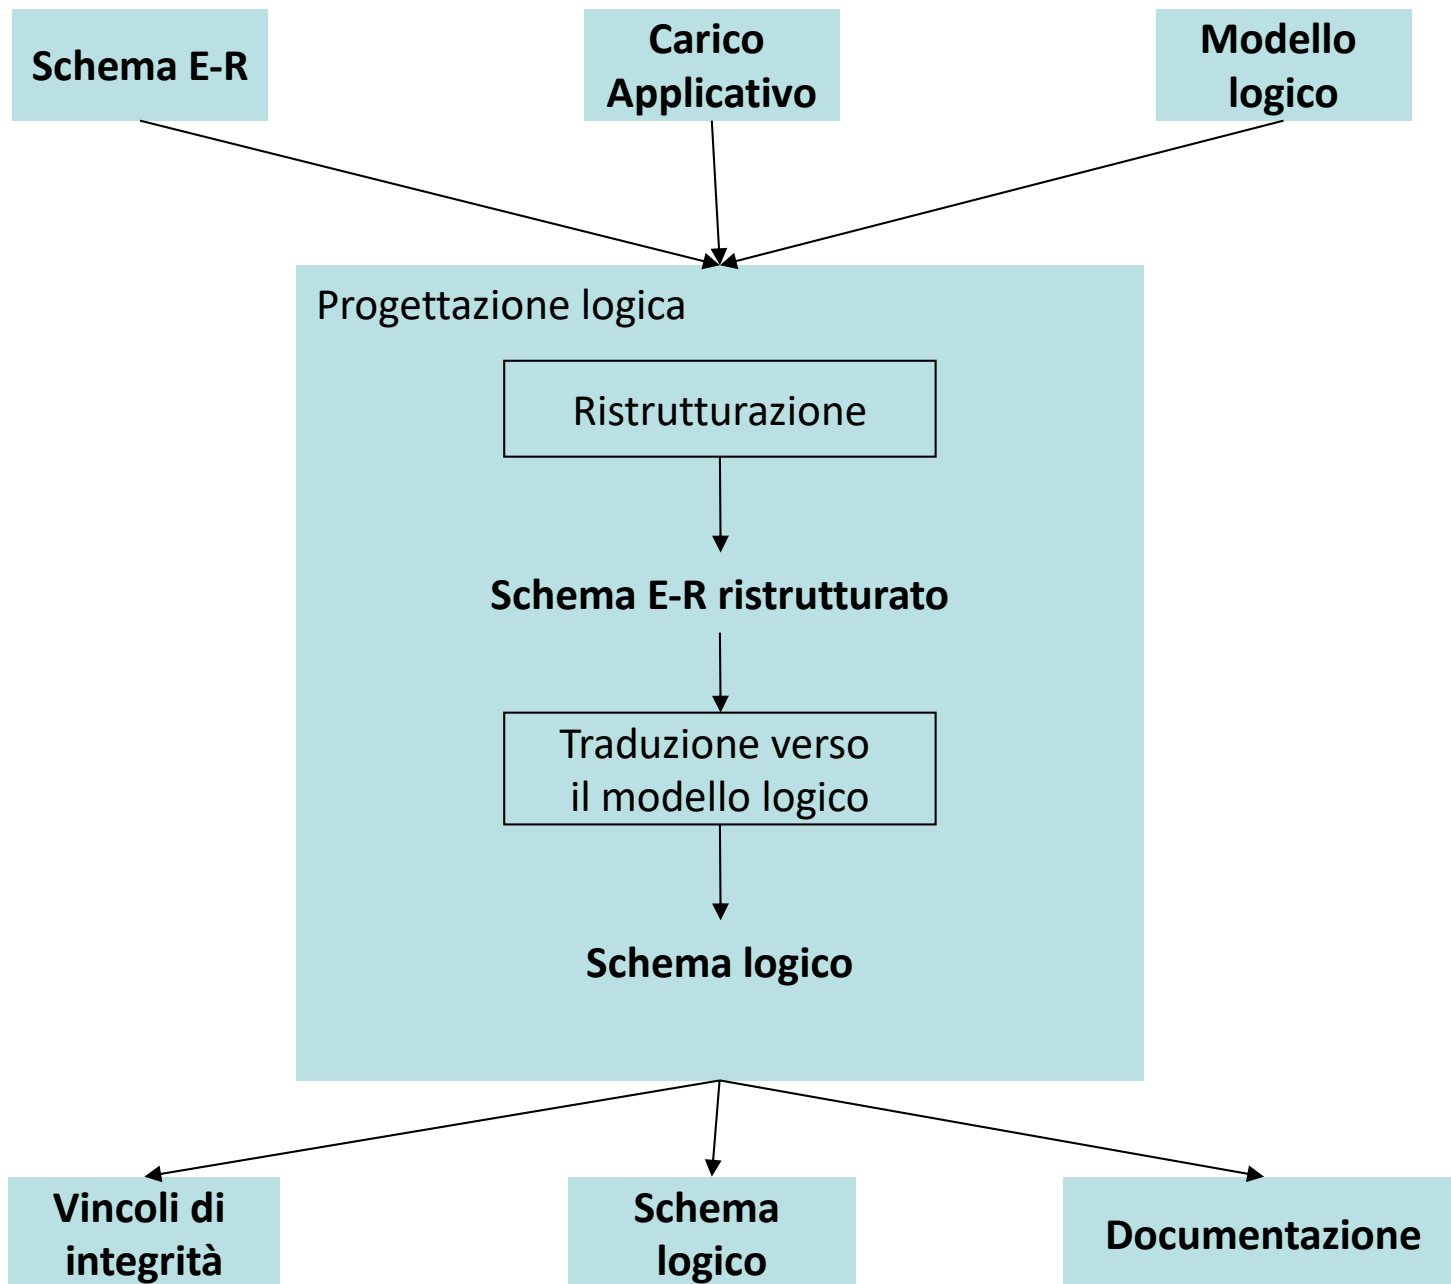 Schema E-R
Carico
Applicativo
Modello
logico
Progettazione logica
Ristrutturazione
Schema E-R ristrutturato
Traduzione verso
il modello logico
Schema logico
Vincoli di
integrità
Schema
logico
Documentazione